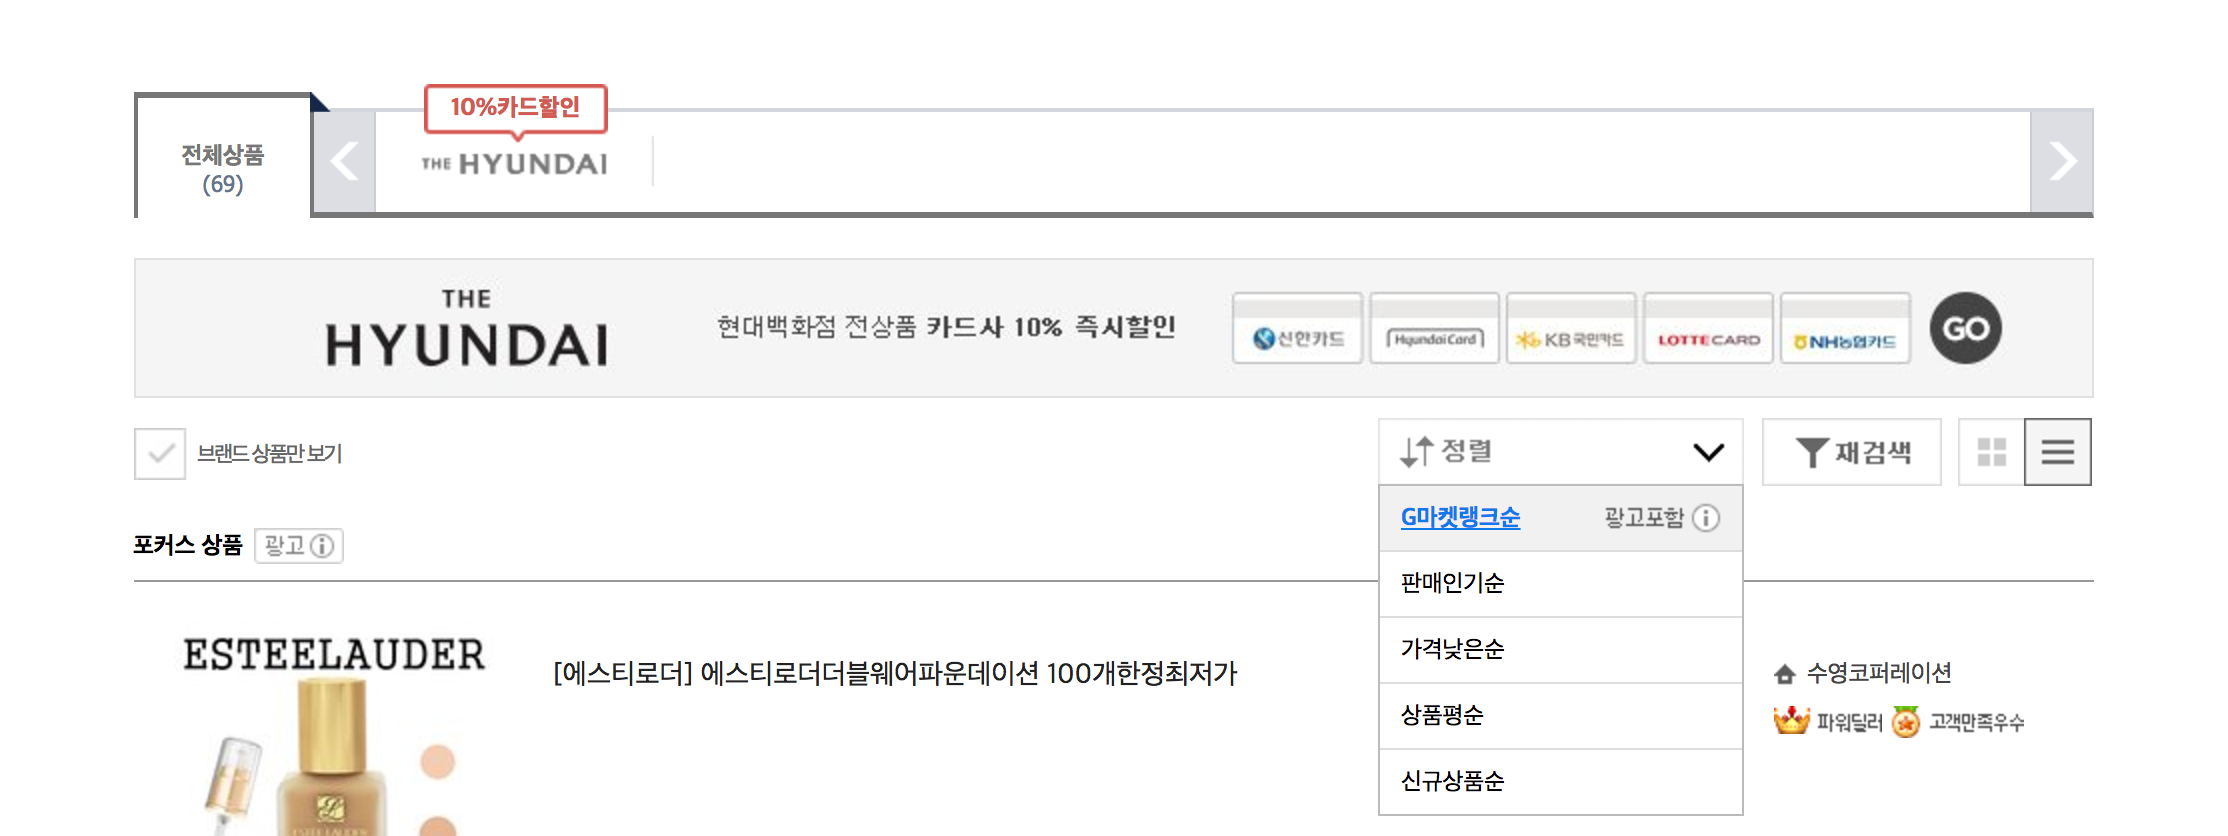 10%카드할인
전체상품
(69)
THE HYUNDAI
THE
HYUNDAI
현대백화점 전상품 카드사 10% 즉시할인
신한카드
HyundaiCard
KB국민카드
LOTTECARD
NH농협카드
GO
브랜드 상품만 보기
정렬
재검색
G마켓랭크순 광고포함
판매인기순
가격낮은순
상품평순
신규상품순
포커스 상품 광고
ESTEELAUDER
[에스티로더] 에스티로더더블웨어파운데이션 100개한정최저가
수영코퍼레이션
파워딜러 고객만족우수